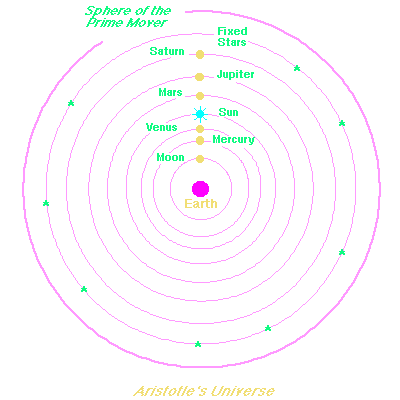 Sphere of the
Prime Mover
Fixed
Stars
Saturn
Jupiter
Mars
Sun
Venus
Mercury
Moon
Earth
Aristotle's Universe